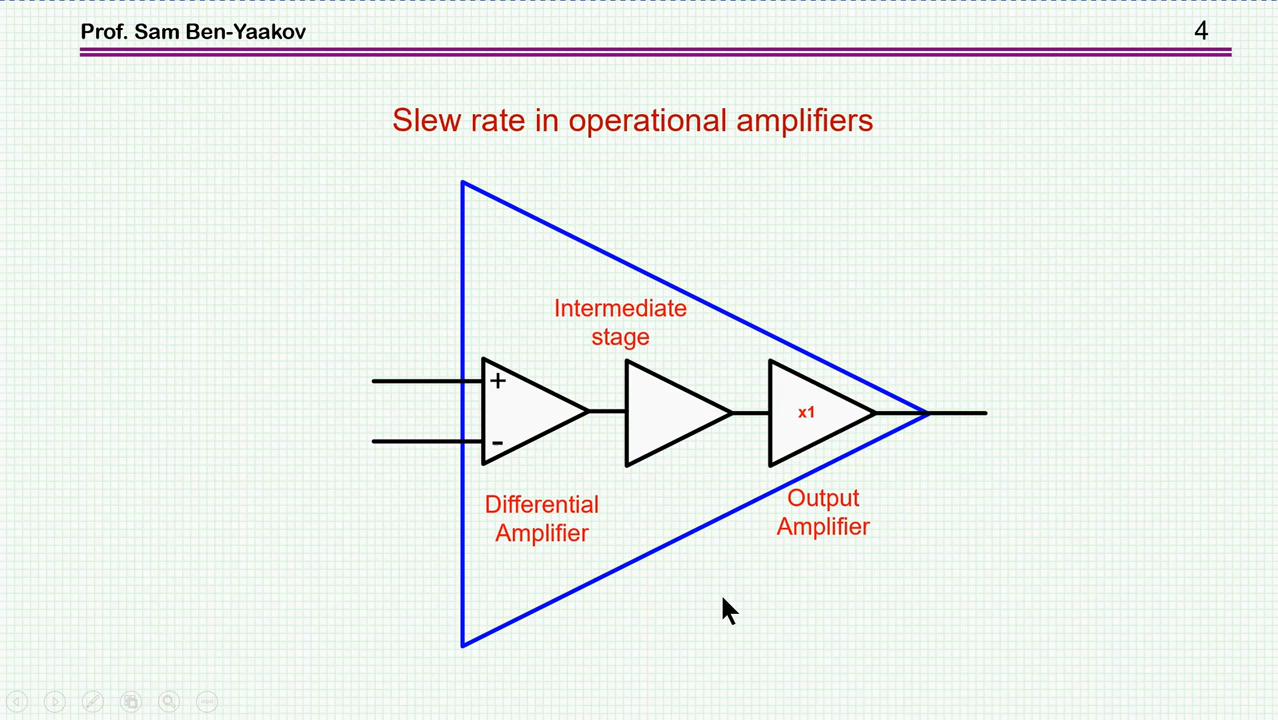 Prof. Sam Ben-Yaakov
4
Slew rate in operational amplifiers
Intermediate
stage
+
-
x1
Differential
Amplifier
Output
Amplifier